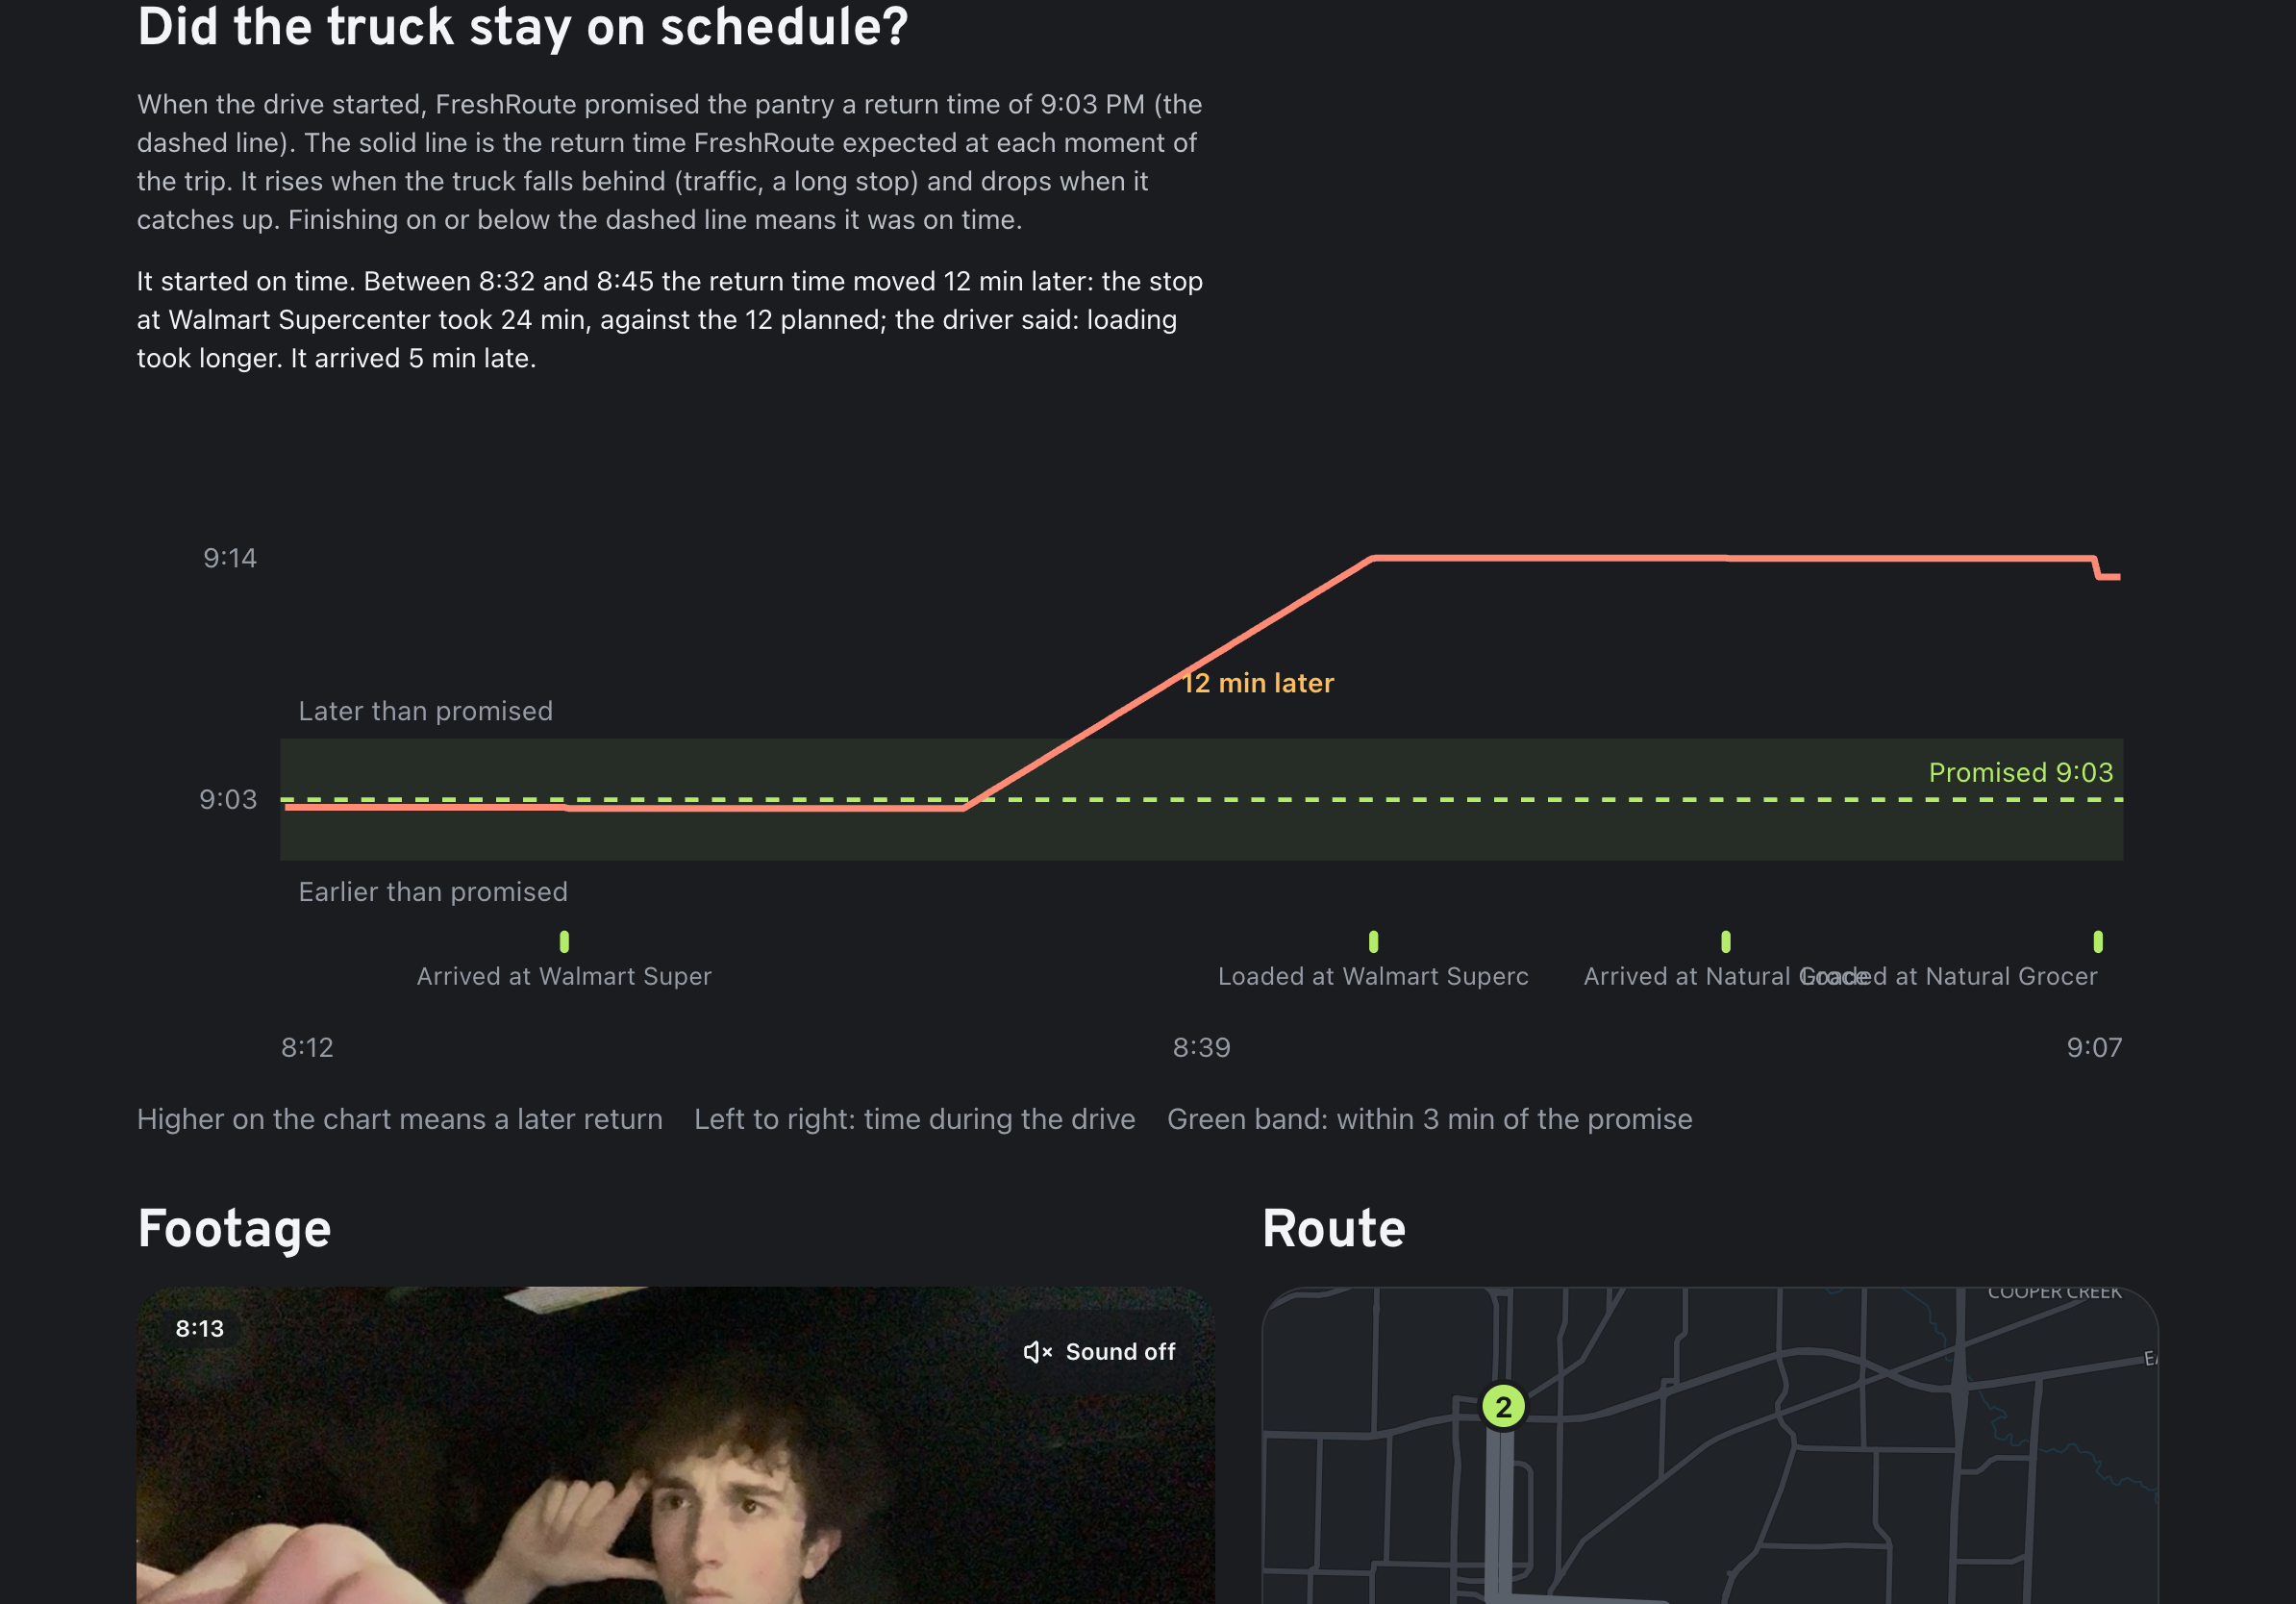 Did the truck stay on schedule?
When the drive started, FreshRoute promised the pantry a return time of 9:03 PM (the
dashed line). The solid line is the return time FreshRoute expected at each moment of
the trip. It rises when the truck falls behind (traffic, a long stop) and drops when it
catches up. Finishing on or below the dashed line means it was on time.
It started on time. Between 8:32 and 8:45 the return time moved 12 min later: the stop
at Walmart Supercenter took 24 min, against the 12 planned; the driver said: loading
took longer. It arrived 5 min late.
9:14
12 min later
Later than promised
Promised 9:03
9:03
Earlier than promised
Arrived at Walmart Super
Loaded at Walmart Superc
Arrived at Natural Groce
Loaded at Natural Grocer
8:12
8:39
9:07
Higher on the chart means a later return
Left to right: time during the drive
Green band: within 3 min of the promise
Footage
Route
8:13
Sound off
COOPER CREEK
2